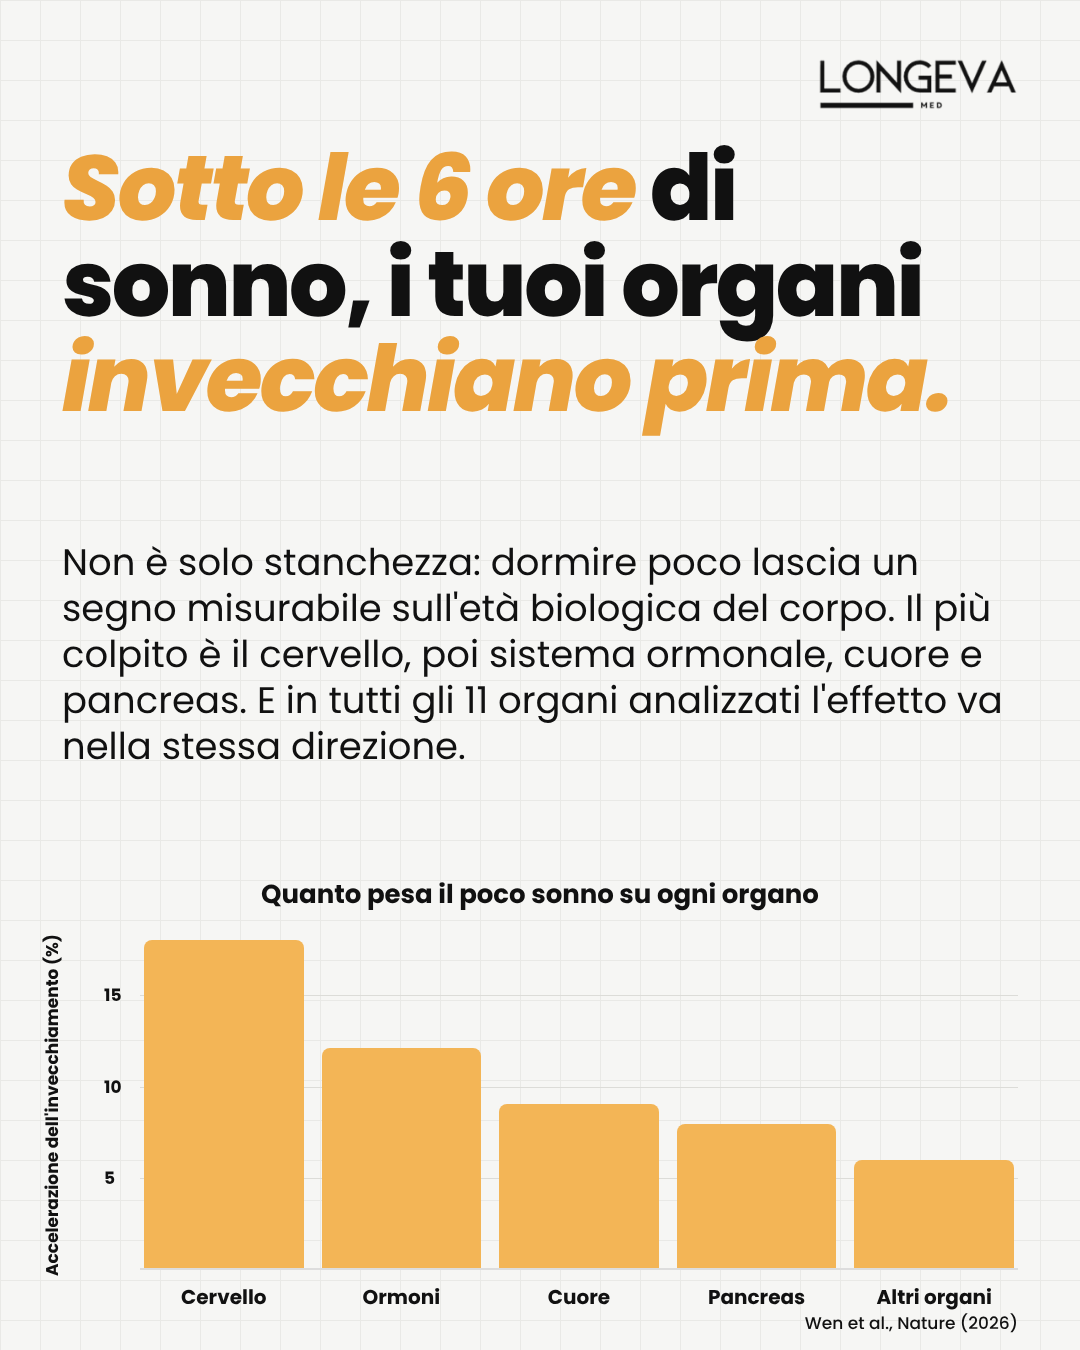 LONGEVA
MED
Sotto le 6 ore di
sonno, i tuoi organi
invecchiano prima.
Non è solo stanchezza: dormire poco lascia un
segno misurabile sull'età biologica del corpo. Il più
colpito è il cervello, poi sistema ormonale, cuore e
pancreas. E in tutti gli 11 organi analizzati l'effetto va
nella stessa direzione.
Quanto pesa il poco sonno su ogni organo
Accelerazione dell'invecchiamento (%)
15
10
5
Cervello Ormoni Cuore Pancreas Altri organi
Wen et al., Nature (2026)